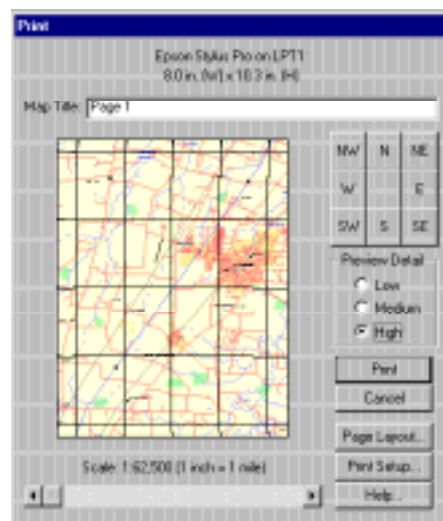 Print
Epson Stylus Pro on LPT1
8.0 in. (W) x 10.3 in. (H)
Map Title: Page 1
NW N NE
W E
SW S SE
Preview Detail
Low
Medium
High
Print
Cancel
Page Layout...
Print Setup...
Help...
Scale: 1:62,500 (1 inch = 1 mile)